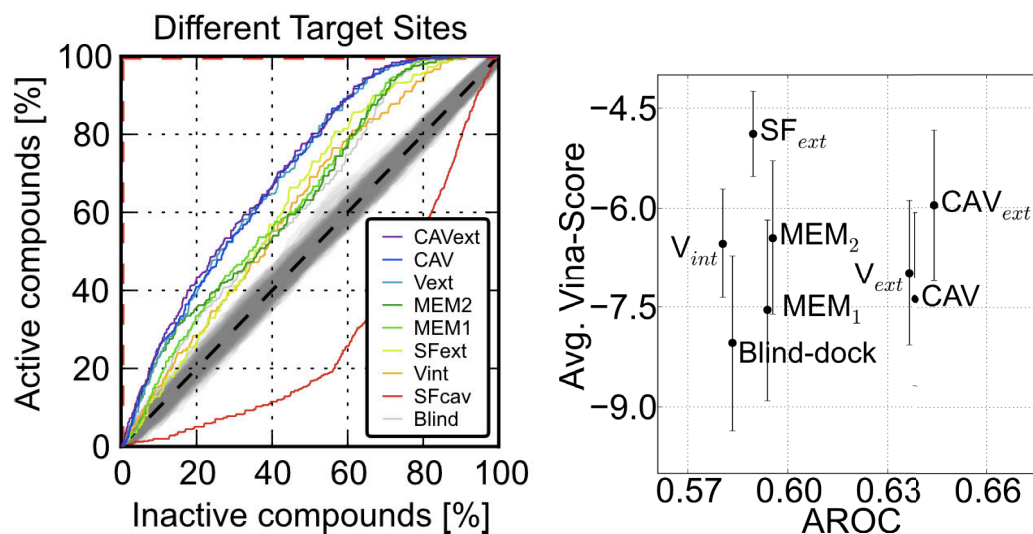 Different Target Sites
Active compounds [%]
100
80
60
40
20
0
0 20 40 60 80 100
Inactive compounds [%]
CAVext
CAV
Vext
MEM2
MEM1
SFext
Vint
SFcav
Blind
Avg. Vina-Score
−4.5
−6.0
−7.5
−9.0
SFext
CAVext
MEM2
Vint
Vext
CAV
MEM1
Blind-dock
0.57 0.60 0.63 0.66
AROC